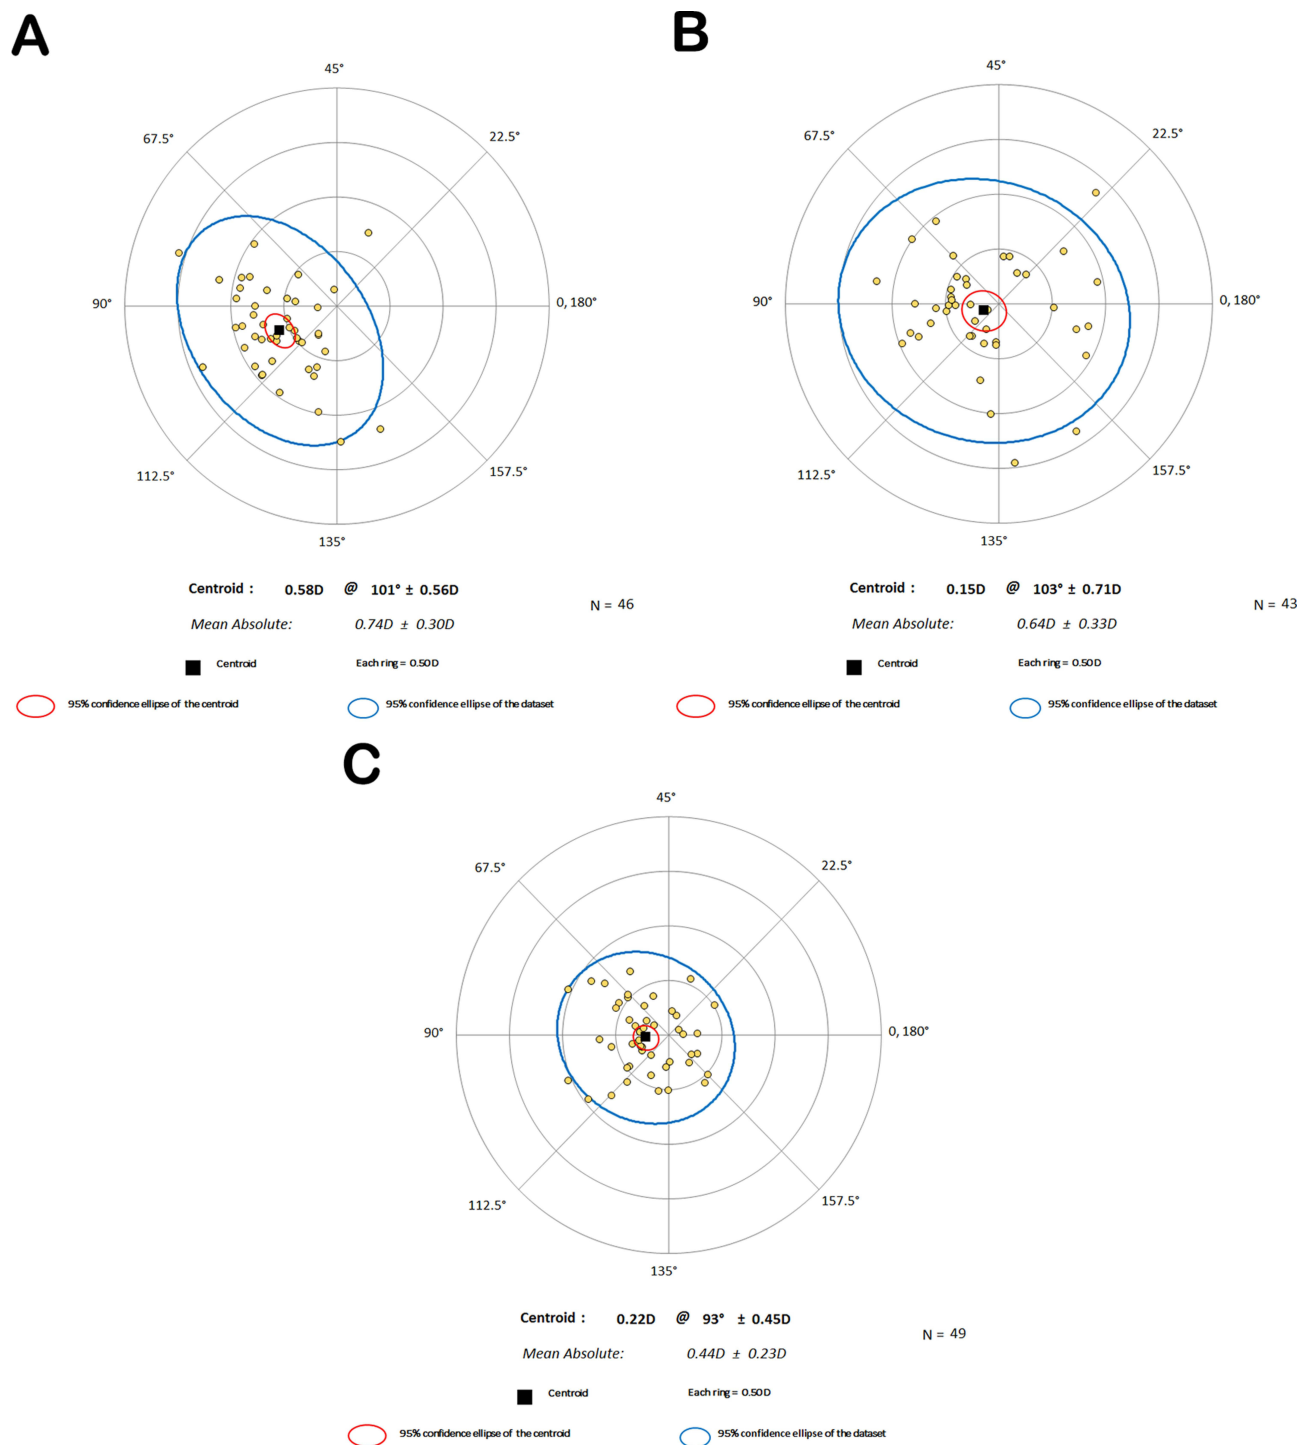 A
45°
67.5°
22.5°
90°
0, 180°
112.5°
157.5°
135°
Centroid : 0.58D @ 101° ± 0.56D
N = 46
Mean Absolute: 0.74D ± 0.30D
Centroid
Each ring = 0.50D
95% confidence ellipse of the centroid
95% confidence ellipse of the dataset
B
45°
67.5°
22.5°
90°
0, 180°
112.5°
157.5°
135°
Centroid : 0.15D @ 103° ± 0.71D
N = 43
Mean Absolute: 0.64D ± 0.33D
Centroid
Each ring = 0.50D
95% confidence ellipse of the centroid
95% confidence ellipse of the dataset
C
45°
67.5°
22.5°
90°
0, 180°
112.5°
157.5°
135°
Centroid : 0.22D @ 93° ± 0.45D
N = 49
Mean Absolute: 0.44D ± 0.23D
Centroid
Each ring = 0.50D
95% confidence ellipse of the centroid
95% confidence ellipse of the dataset